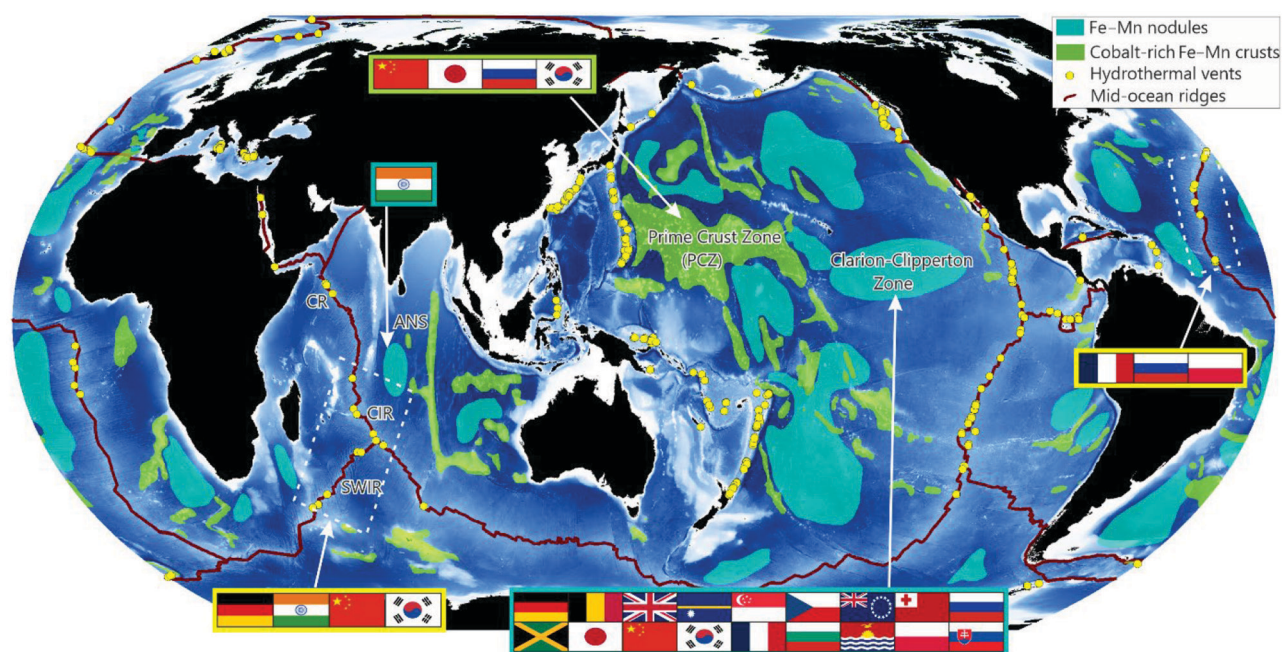 Fe–Mn nodules
Cobalt-rich Fe–Mn crusts
Hydrothermal vents
Mid-ocean ridges
Prime Crust Zone
(PCZ)
Clarion-Clipperton
Zone
CR
ANS
CIR
SWIR